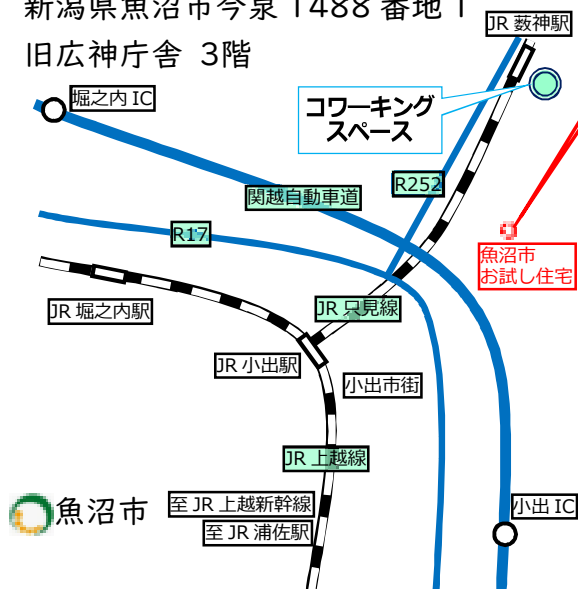 新潟県魚沼市今泉1488番地1
旧広神庁舎 3階
JR 薮神駅
堀之内 IC
コワーキング
スペース
R252
関越自動車道
R17
魚沼市
お試し住宅
JR 堀之内駅
JR 只見線
JR 小出駅
小出市街
JR 上越線
至 JR 上越新幹線
魚沼市
小出 IC
至 JR 浦佐駅